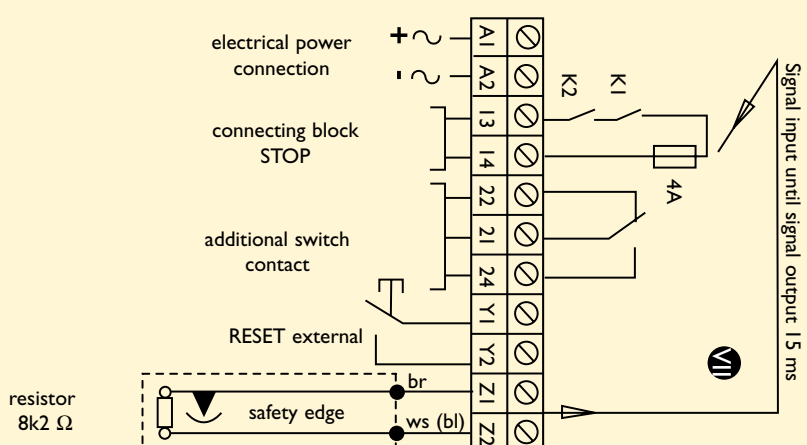 electrical power
connection
+
-
connecting block
STOP
additional switch
contact
RESET external
resistor
8k2 Ω
safety edge
br
ws (bl)
A1
A2
13
14
22
21
24
Y1
Y2
Z1
Z2
K2
K1
4A
Signal input until signal output 15 ms
VII